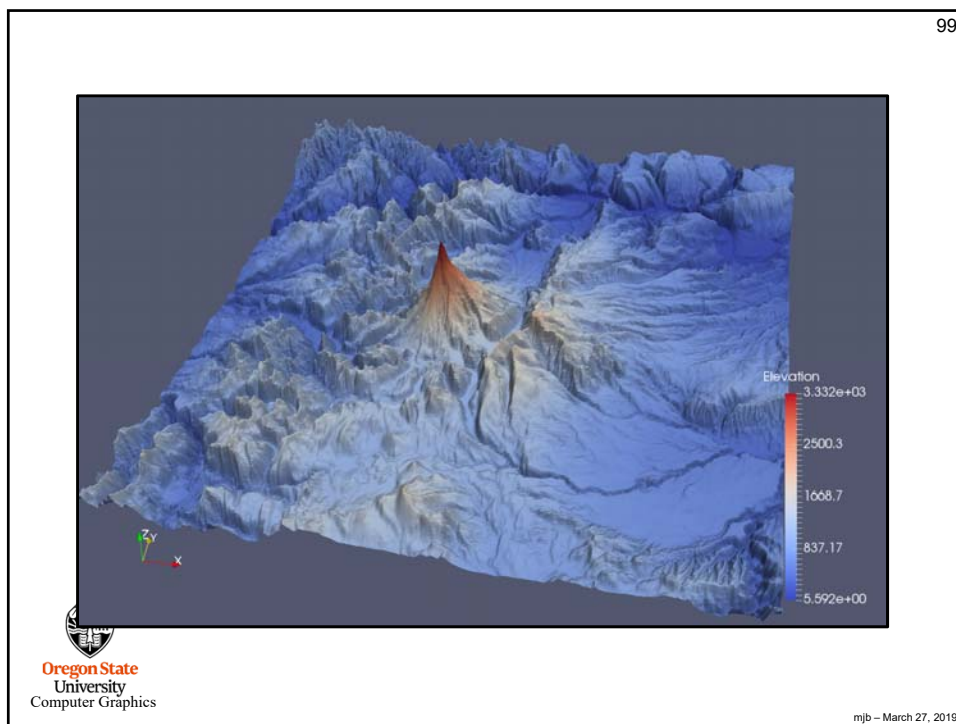 99
Elevation
3.332e+03
2500.3
1668.7
837.17
5.592e+00
Z
Y
X
Oregon State
University
Computer Graphics
mjb – March 27, 2019